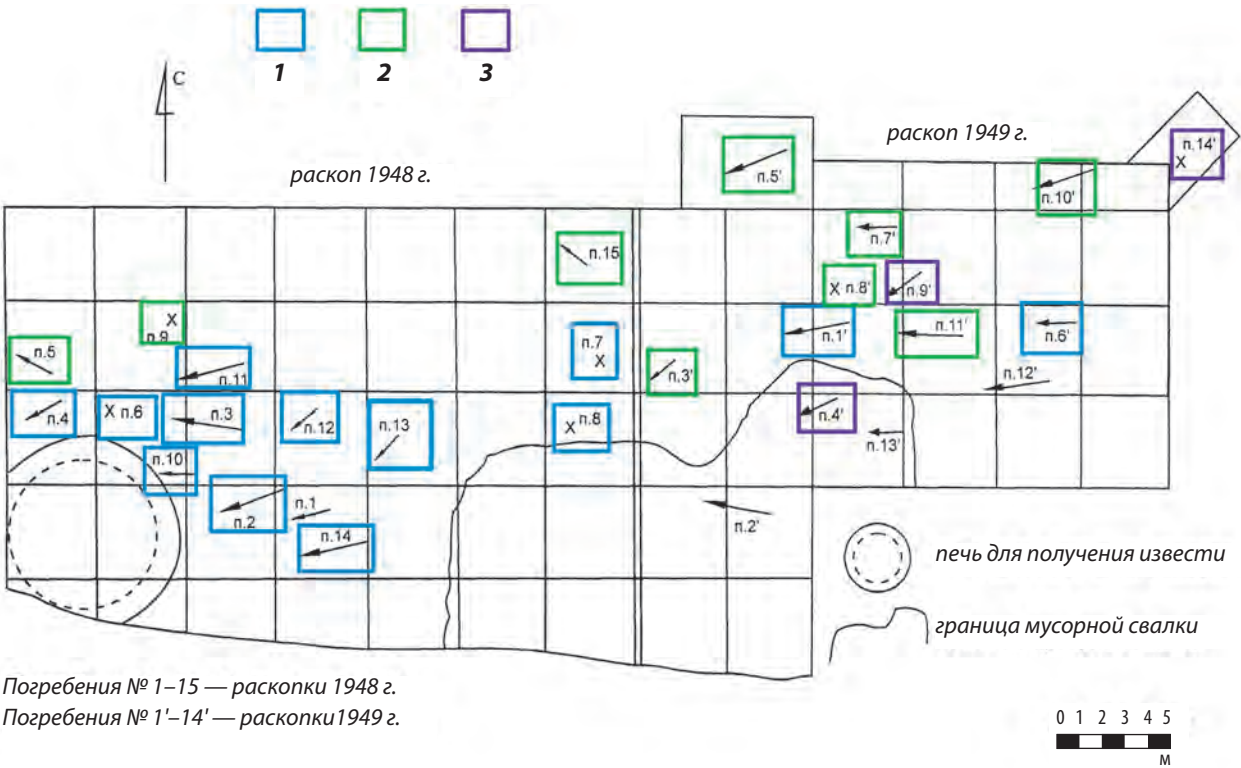 1 2 3
С
раскоп 1948 г.
раскоп 1949 г.
п.14'
X
п.5'
п.10'
п.7'
п.15
X п.8'
п.9'
X
п.9
п.5
п.7
X
п.1'
п.11'
п.6'
п.11
п.3'
п.12'
п.4
X п.6
п.3
п.12
п.13
X п.8
п.4'
п.13'
п.10
п.2
п.1
п.14
п.2'
печь для получения извести
граница мусорной свалки
Погребения № 1–15 — раскопки 1948 г.
Погребения № 1'–14' — раскопки1949 г.
0 1 2 3 4 5
М